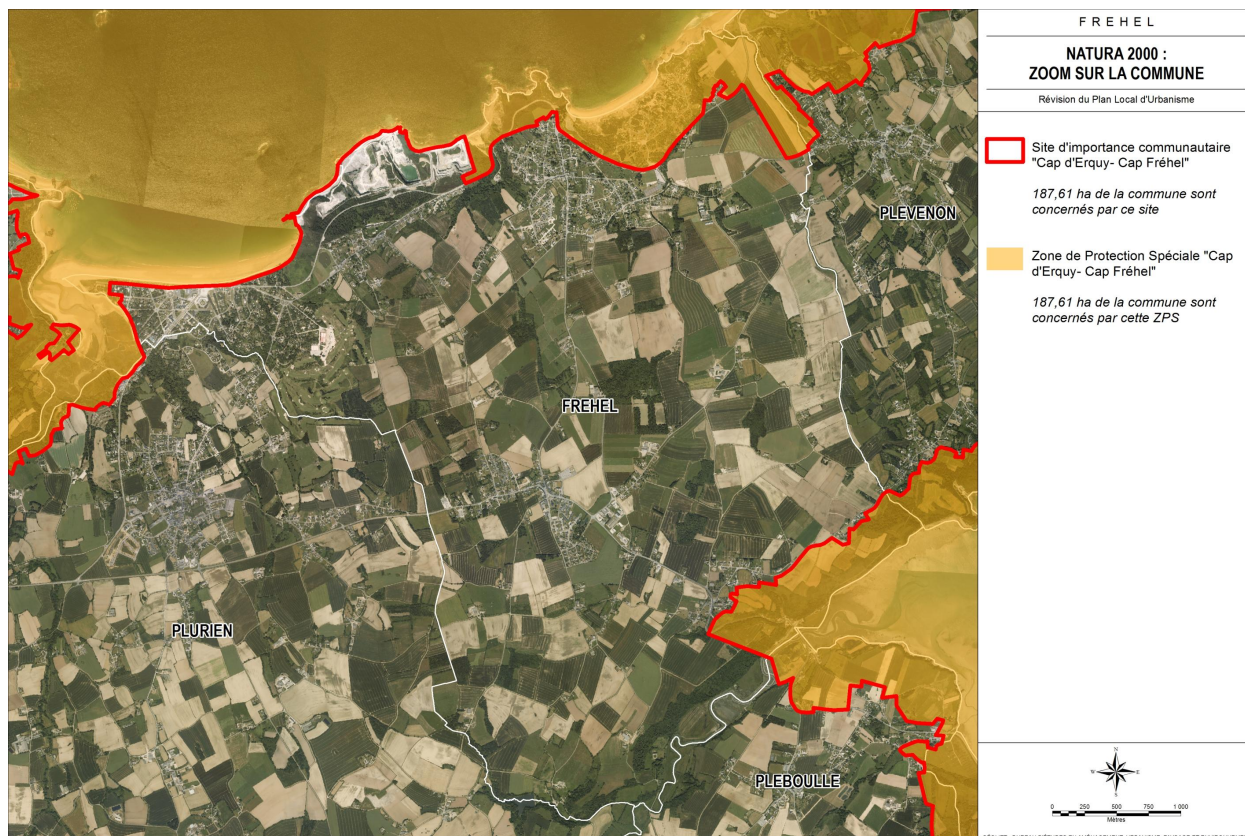 FREHEL
NATURA 2000 :
ZOOM SUR LA COMMUNE
Révision du Plan Local d'Urbanisme
Site d'importance communautaire
"Cap d'Erquy- Cap Fréhel"
187,61 ha de la commune sont
concernés par ce site
Zone de Protection Spéciale "Cap
d'Erquy- Cap Fréhel"
187,61 ha de la commune sont
concernés par cette ZPS
PLEVENON
FREHEL
PLURIEN
PLEBOULLE
N
W E
S
0 250 500 750 1 000
Mètres